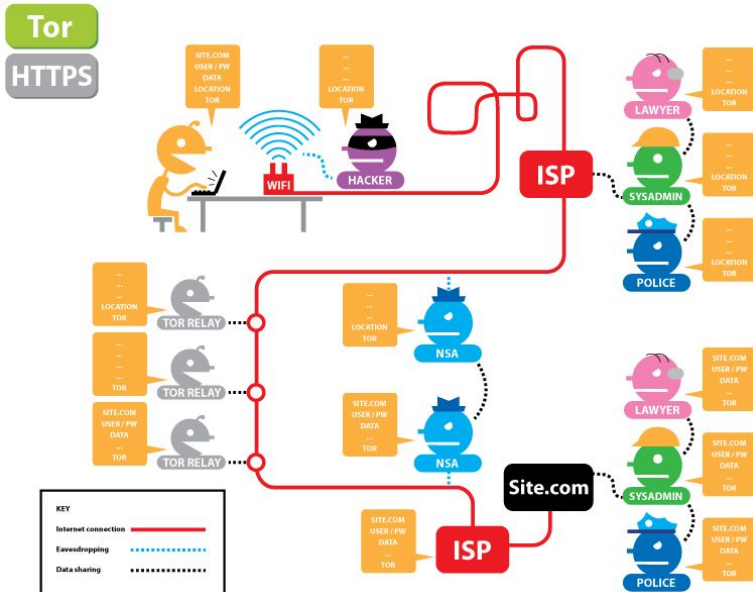 Tor
HTTPS
SITE.COM
USER / PW
DATA
LOCATION
TOR
...
...
...
LOCATION
TOR
WIFI
HACKER
ISP
...
...
...
LOCATION
TOR
LAWYER
...
...
...
LOCATION
TOR
SYSADMIN
...
...
...
LOCATION
TOR
POLICE
...
...
...
LOCATION
TOR
TOR RELAY
...
...
...
...
TOR
TOR RELAY
SITE.COM
USER / PW
DATA
...
TOR
TOR RELAY
...
...
...
LOCATION
TOR
NSA
SITE.COM
USER / PW
DATA
...
TOR
NSA
SITE.COM
USER / PW
DATA
...
TOR
LAWYER
SITE.COM
USER / PW
DATA
...
TOR
SYSADMIN
SITE.COM
USER / PW
DATA
...
TOR
POLICE
Site.com
SITE.COM
USER / PW
DATA
...
TOR
ISP
KEY
Internet connection
Eavesdropping
Data sharing